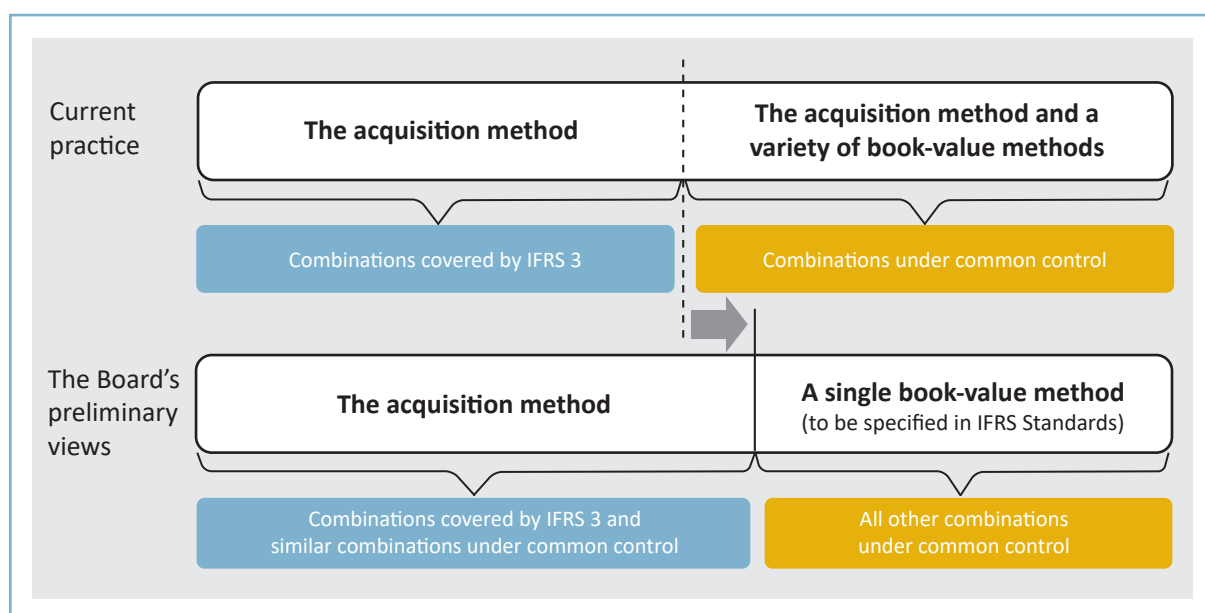 Current
practice
The acquisition method
The acquisition method and a
variety of book-value methods
Combinations covered by IFRS 3
Combinations under common control
The Board’s
preliminary
views
The acquisition method
A single book-value method
(to be specified in IFRS Standards)
Combinations covered by IFRS 3 and
similar combinations under common control
All other combinations
under common control